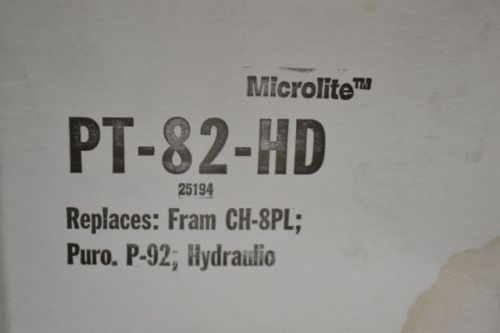 Microlite™
PT-82-HD
25194
Replaces: Fram CH-8PL;
Puro. P-92, Hydraulic